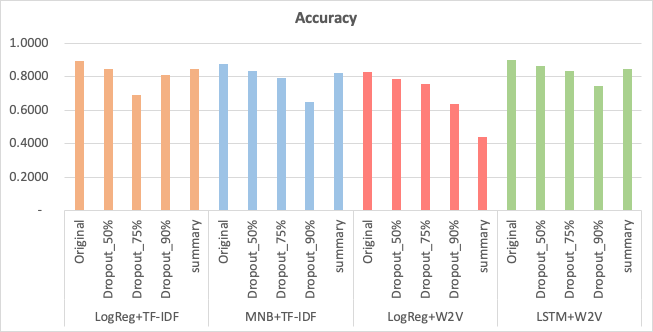 Accuracy
1.0000
0.8000
0.6000
0.4000
0.2000
-
Original
Dropout_50%
Dropout_75%
Dropout_90%
summary
Original
Dropout_50%
Dropout_75%
Dropout_90%
summary
Original
Dropout_50%
Dropout_75%
Dropout_90%
summary
Original
Dropout_50%
Dropout_75%
Dropout_90%
summary
LogReg+TF-IDF
MNB+TF-IDF
LogReg+W2V
LSTM+W2V